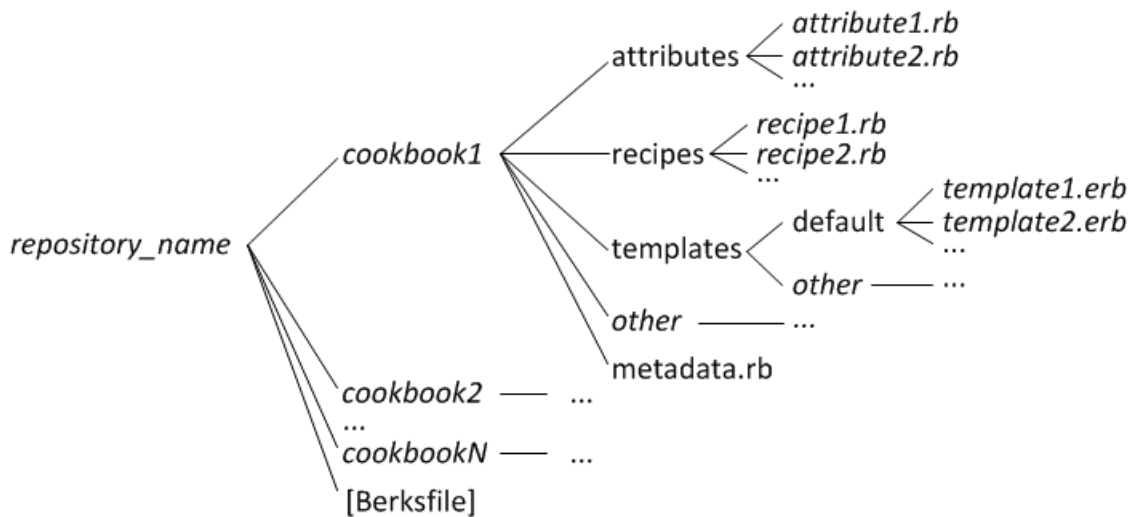 attribute1.rb
attributes
attribute2.rb
...
recipe1.rb
cookbook1
recipes
recipe2.rb
...
template1.erb
default
template2.erb
repository_name
templates
...
other
...
other
...
metadata.rb
cookbook2
...
...
cookbookN
...
[Berksfile]